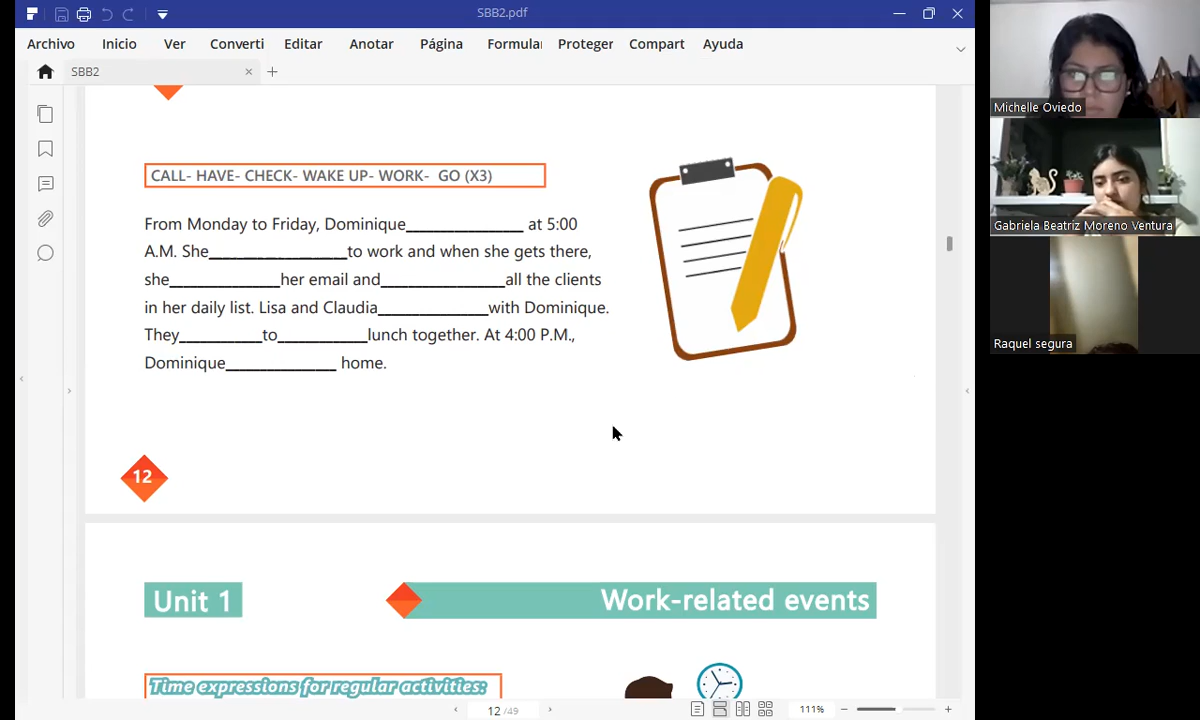 SBB2.pdf
Archivo Inicio Ver Converti Editar Anotar Página Formular Proteger Compart Ayuda
SBB2
CALL- HAVE- CHECK- WAKE UP- WORK- GO (X3)
From Monday to Friday, Dominique______________ at 5:00
A.M. She________________to work and when she gets there,
she_____________her email and_______________all the clients
in her daily list. Lisa and Claudia_____________with Dominique.
They__________to___________lunch together. At 4:00 P.M.,
Dominique_____________ home.
12
Unit 1
Work-related events
Time expressions for regular activities:
12 /49
111%
Michelle Oviedo
Gabriela Beatriz Moreno Ventura
Raquel segura